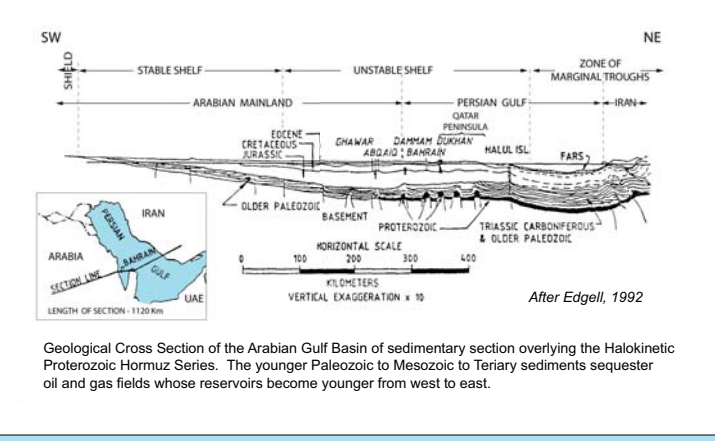 SW
NE
SHIELD
STABLE SHELF
UNSTABLE SHELF
ZONE OF
MARGINAL TROUGHS
ARABIAN MAINLAND
PERSIAN GULF
IRAN
QATAR
PENINSULA
EOCENE
CRETACEOUS
JURASSIC
GHAWAR
ABQAIQ
DAMMAM
BAHRAIN
DUKHAN
HALUL ISL.
FARS
OLDER PALEOZOIC
BASEMENT
PROTEROZOIC
TRIASSIC CARBONIFEROUS
& OLDER PALEOZOIC
HORIZONTAL SCALE
0 100 200 300 400
KILOMETERS
VERTICAL EXAGGERATION x 10
After Edgell, 1992
PERSIAN
GULF
IRAN
ARABIA
BAHRAIN
SECTION LINE
UAE
LENGTH OF SECTION - 1120 Km
Geological Cross Section of the Arabian Gulf Basin of sedimentary section overlying the Halokinetic
Proterozoic Hormuz Series. The younger Paleozoic to Mesozoic to Teriary sediments sequester
oil and gas fields whose reservoirs become younger from west to east.